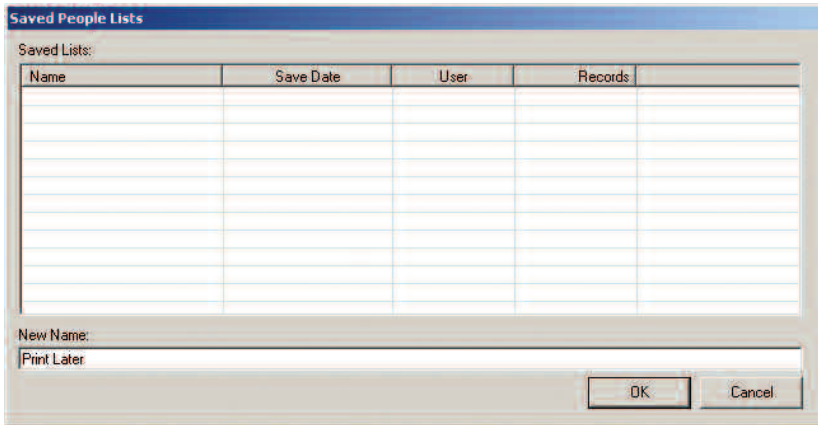 Saved People Lists
Saved Lists:
Name Save Date User Records
New Name:
Print Later
OK Cancel